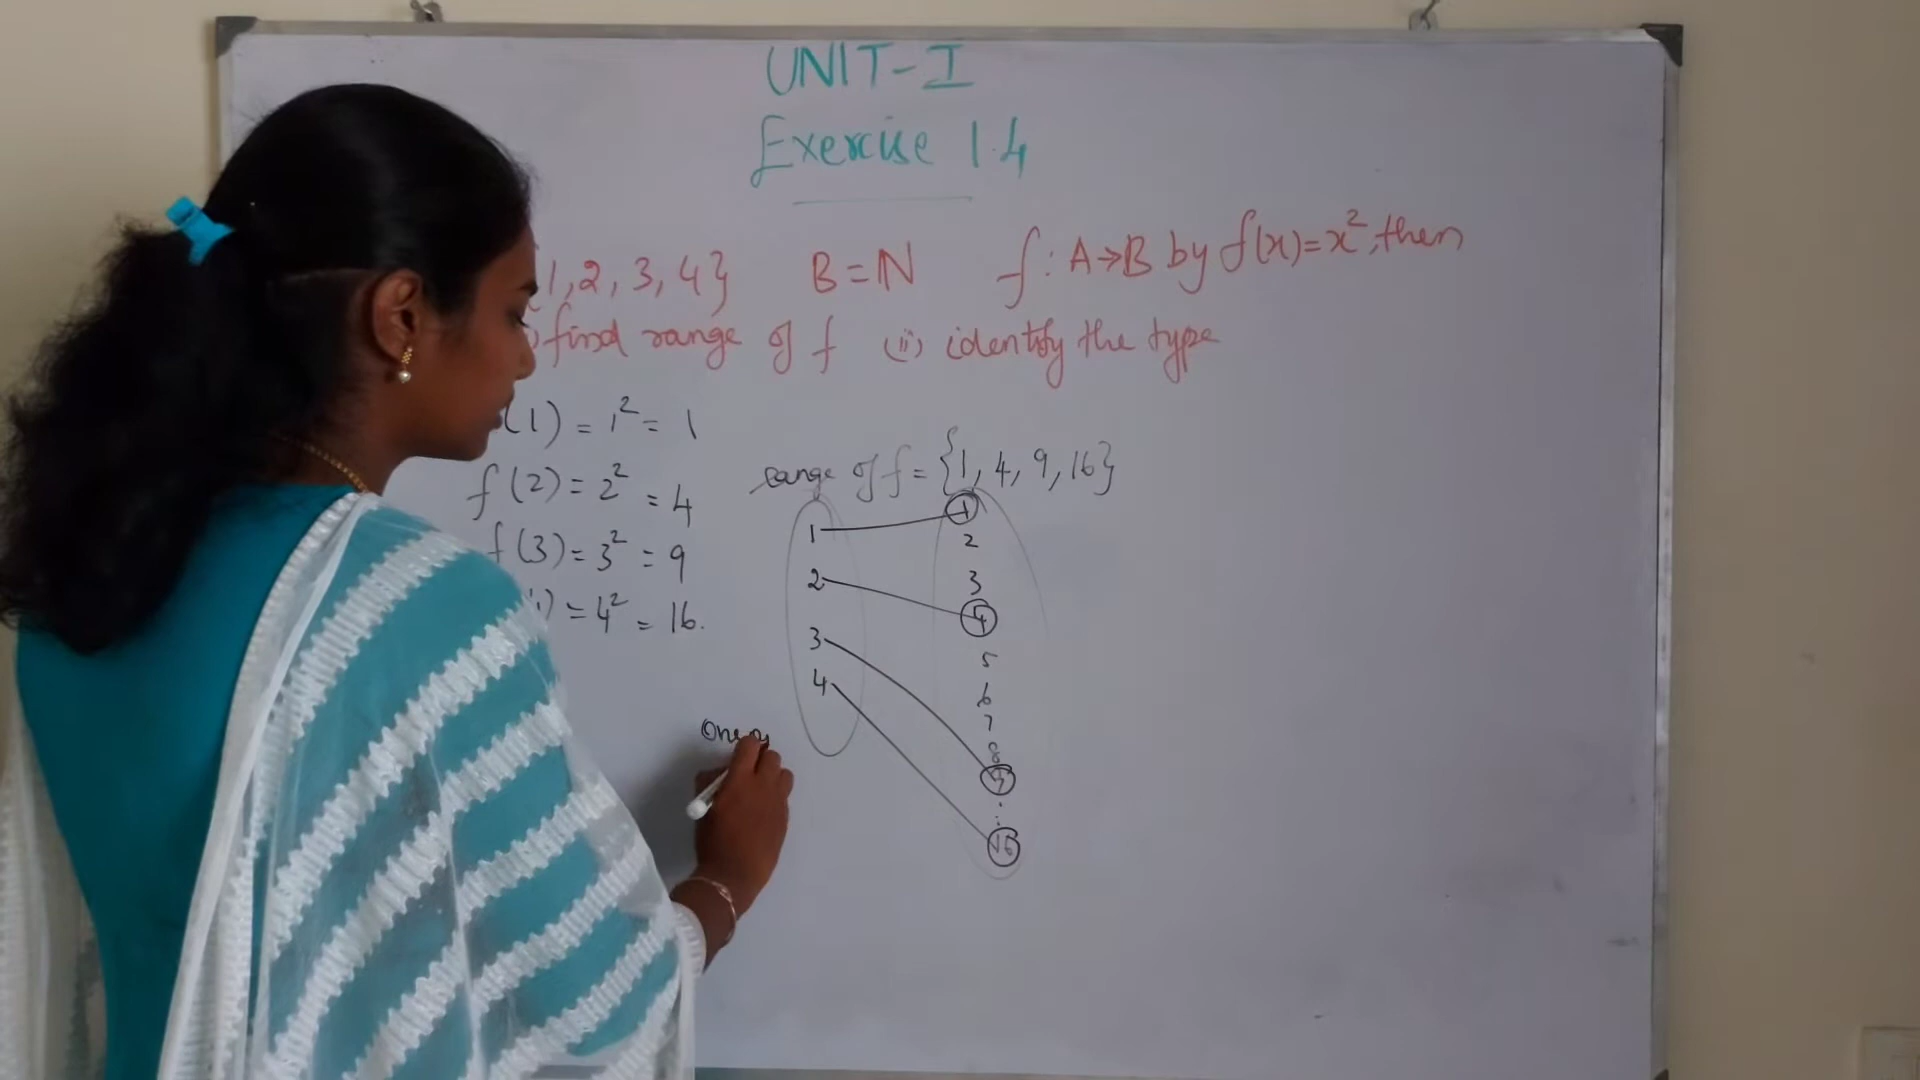 UNIT-I
Exercise 1.4
1, 2, 3, 4} B = ℕ f : A→B by f(x) = x², then
) find range of f (ii) identify the type
(1) = 1² = 1
f(2) = 2² = 4
f(3) = 3² = 9
) = 4² = 16.
range of f = {1, 4, 9, 16}
1 1
2
2
3
4
3
5
4
6
7
8
9
:
16
One